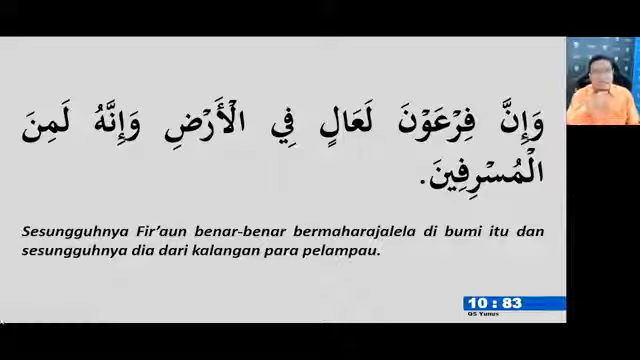 وَإِنَّ فِرْعَوْنَ لَعَالٍ فِي الْأَرْضِ وَإِنَّهُ لَمِنَ
الْمُسْرِفِينَ.
Sesungguhnya Fir'aun benar-benar bermaharajalela di bumi itu dan
sesungguhnya dia dari kalangan para pelampau.
10 : 83
QS Yunus